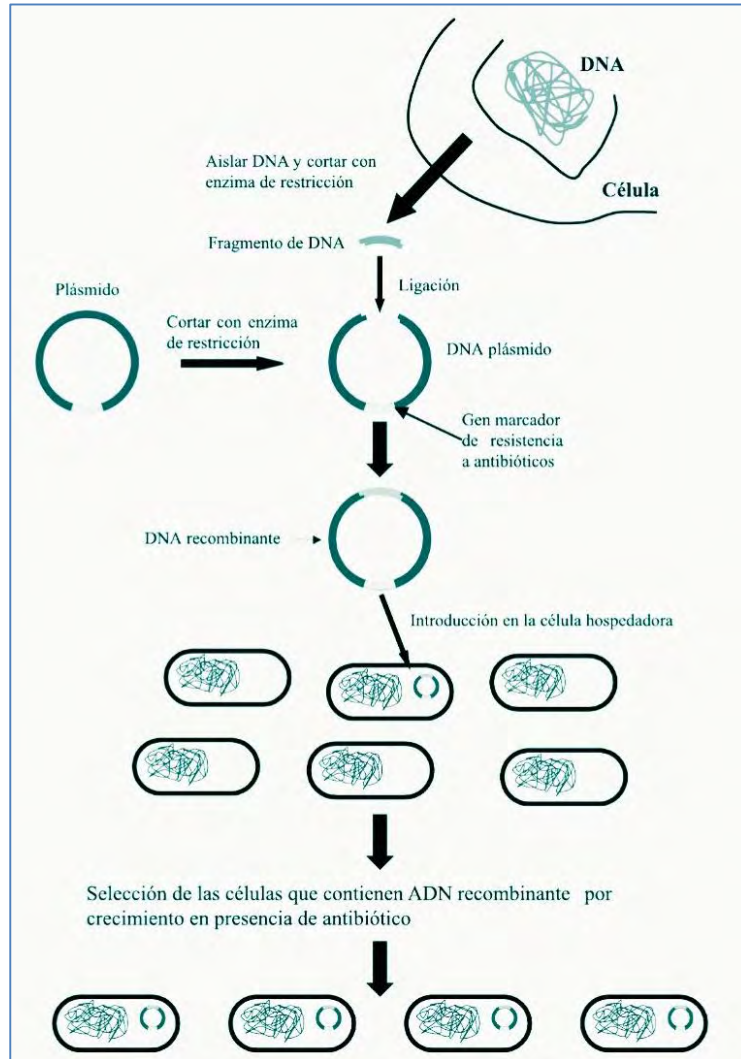 DNA
Célula
Aislar DNA y cortar con
enzima de restricción
Fragmento de DNA
Ligación
Plásmido
Cortar con enzima
de restricción
DNA plásmido
Gen marcador
de resistencia
a antibióticos
DNA recombinante
Introducción en la célula hospedadora
Selección de las células que contienen ADN recombinante por
crecimiento en presencia de antibiótico